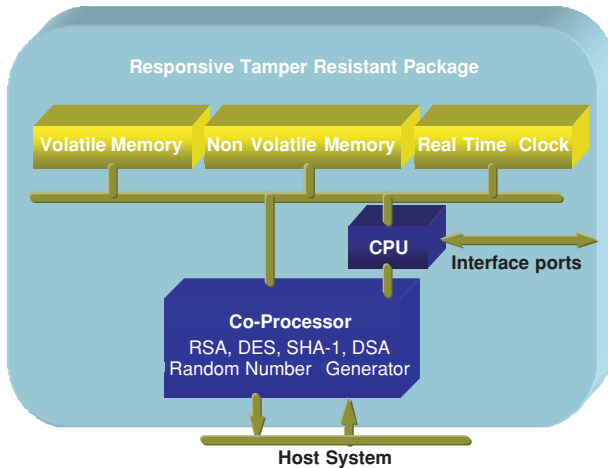 Responsive Tamper Resistant Package
Volatile Memory
Non Volatile Memory
Real Time Clock
CPU
Interface ports
Co-Processor
RSA, DES, SHA-1, DSA
Random Number Generator
Host System